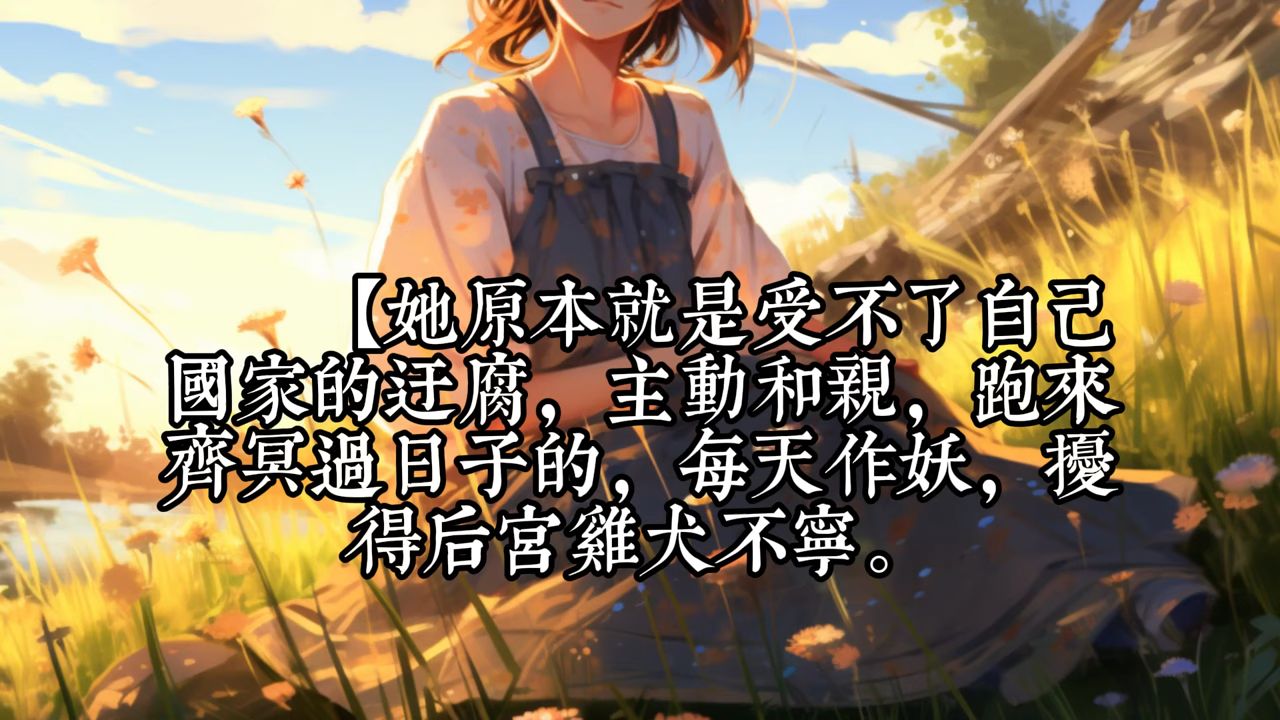 【她原本就是受不了自己
國家的迂腐，主動和親，跑來
齊冥過日子的，每天作妖，擾
得后宮雞犬不寧。